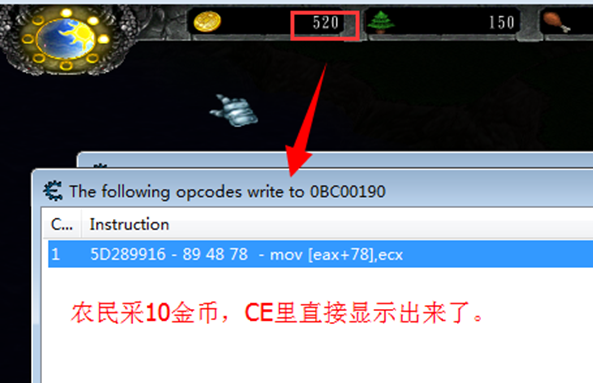 520 150
The following opcodes write to 0BC00190
C... Instruction
1 5D289916 - 89 48 78 - mov [eax+78],ecx
农民采10金币，CE里直接显示出来了。